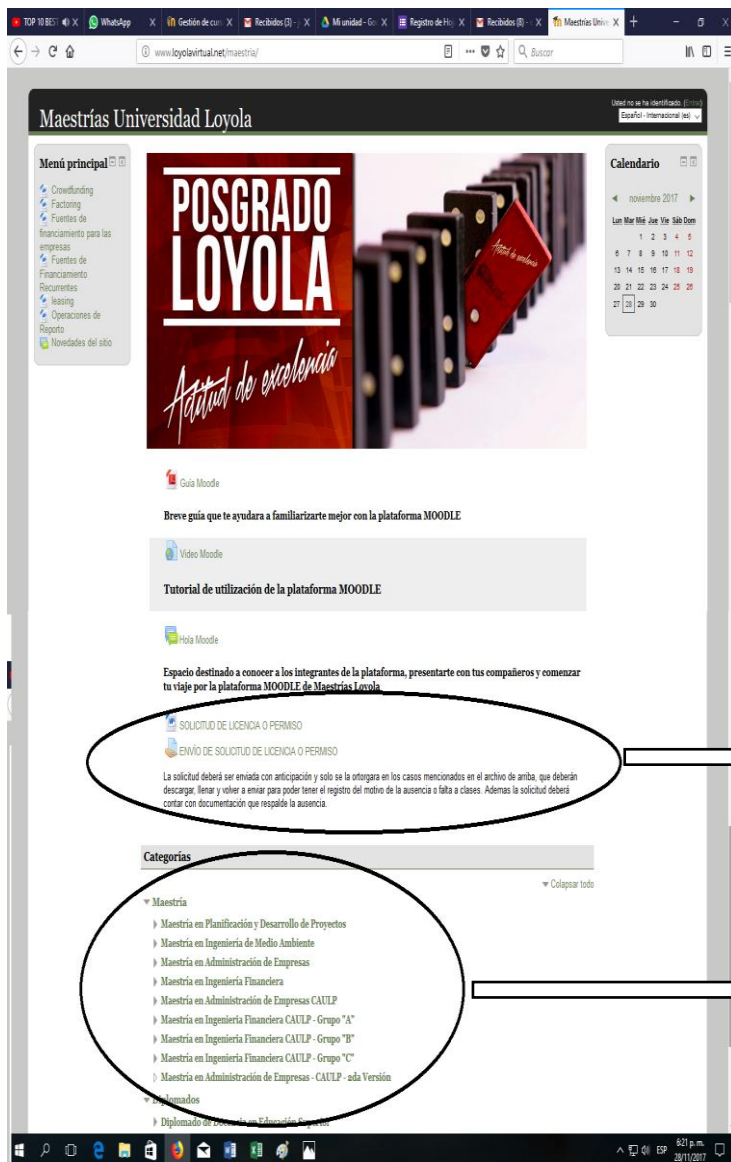 TOP 10 BES
WhatsApp
Gestión de cur
Recibidos (3) -
Mi unidad - Go
Registro de Ho
Recibidos (8) -
Maestrías Unive
www.loyolavirtual.net/maestria/
Buscar
Maestrías Universidad Loyola
Usted no se ha identificado. (Entrar)
Español - Internacional (es)
Menú principal
Crowdfunding
Factoring
Fuentes de
financiamiento para las
empresas
Fuentes de
Financiamiento
Recurrentes
leasing
Operaciones de
Reporto
Novedades del sitio
POSGRADO
LOYOLA
Actitud de excelencia
Actitud de excelencia
Calendario
noviembre 2017
Lun Mar Mié Jue Vie Sáb Dom
1 2 3 4 5
6 7 8 9 10 11 12
13 14 15 16 17 18 19
20 21 22 23 24 25 26
27 28 29 30
Guia Moodle
Breve guía que te ayudara a familiarizarte mejor con la plataforma MOODLE
Video Moodle
Tutorial de utilización de la plataforma MOODLE
Hola Moodle
Espacio destinado a conocer a los integrantes de la plataforma, presentarte con tus compañeros y comenzar
tu viaje por la plataforma MOODLE de Maestrías Loyola
SOLICITUD DE LICENCIA O PERMISO
ENVÍO DE SOLICITUD DE LICENCIA O PERMISO
La solicitud deberá ser enviada con anticipación y solo se la ortorgara en los casos mencionados en el archivo de arriba, que deberán
descargar, llenar y volver a enviar para poder tener el registro del motivo de la ausencia o falta a clases. Ademas la solicitud deberá
contar con documentación que respalde la ausencia.
Categorías
Colapsar todo
Maestría
Maestría en Planificación y Desarrollo de Proyectos
Maestría en Ingeniería de Medio Ambiente
Maestría en Administración de Empresas
Maestría en Ingeniería Financiera
Maestría en Administración de Empresas CAULP
Maestría en Ingeniería Financiera CAULP - Grupo "A"
Maestría en Ingeniería Financiera CAULP - Grupo "B"
Maestría en Ingeniería Financiera CAULP - Grupo "C"
Maestría en Administración de Empresas - CAULP - 2da Versión
Diplomados
Diplomado de Docencia en Educación Superior
ESP
6:21 p. m.
28/11/2017